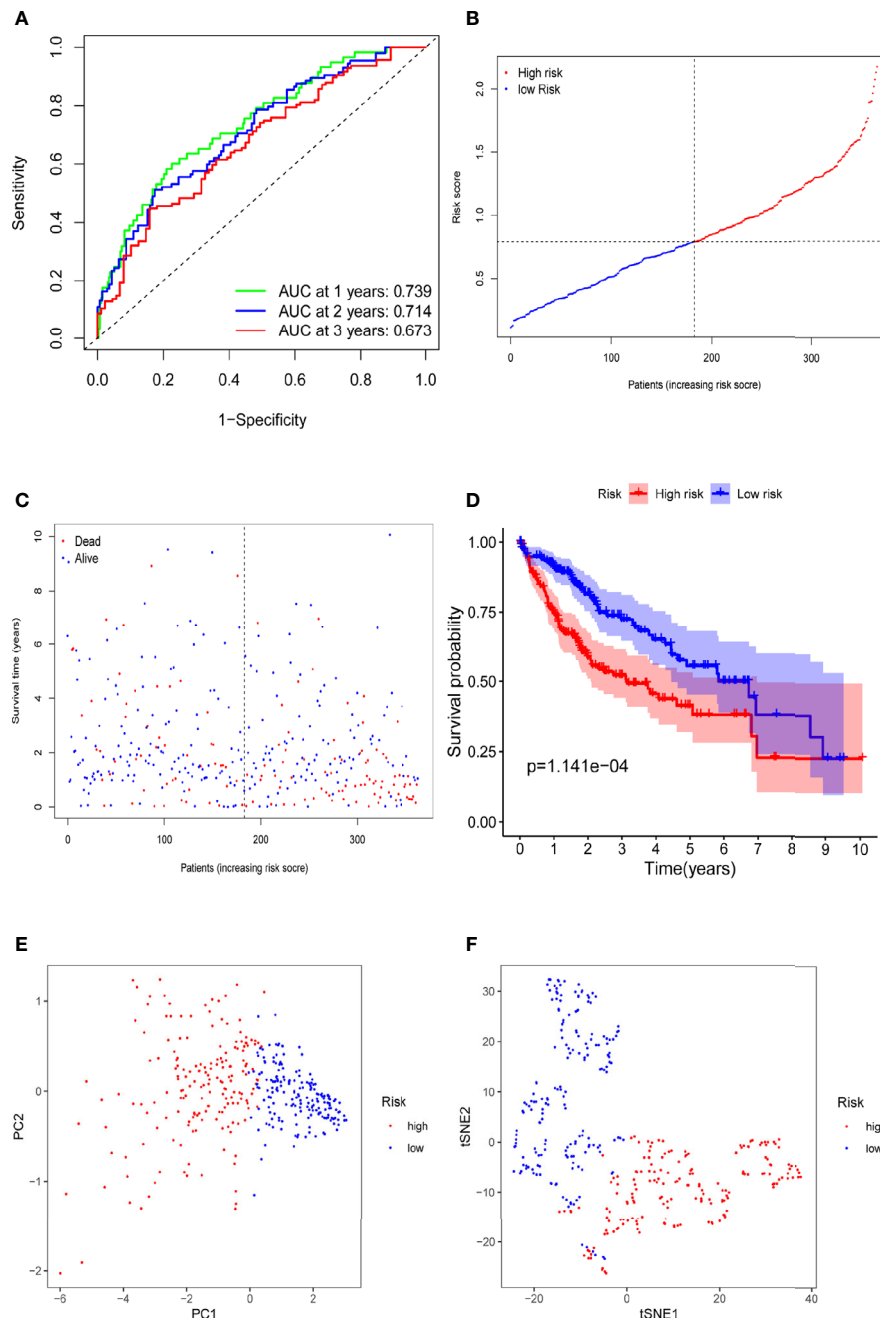 A
Sensitivity
1.0
0.8
0.6
0.4
0.2
0.0
AUC at 1 years: 0.739
AUC at 2 years: 0.714
AUC at 3 years: 0.673
0.0 0.2 0.4 0.6 0.8 1.0
1−Specificity
B
Risk score
2.0
1.5
1.0
0.5
High risk
low Risk
0 100 200 300
Patients (increasing risk socre)
C
Survival time (years)
10
8
6
4
2
0
Dead
Alive
0 100 200 300
Patients (increasing risk socre)
D
Risk High risk Low risk
Survival probability
1.00
0.75
0.50
0.25
0.00
p=1.141e−04
0 1 2 3 4 5 6 7 8 9 10
Time(years)
E
PC2
1
0
−1
−2
−6 −4 −2 0 2
PC1
Risk
high
low
F
tSNE2
30
20
10
0
−10
−20
−20 0 20 40
tSNE1
Risk
hig
low